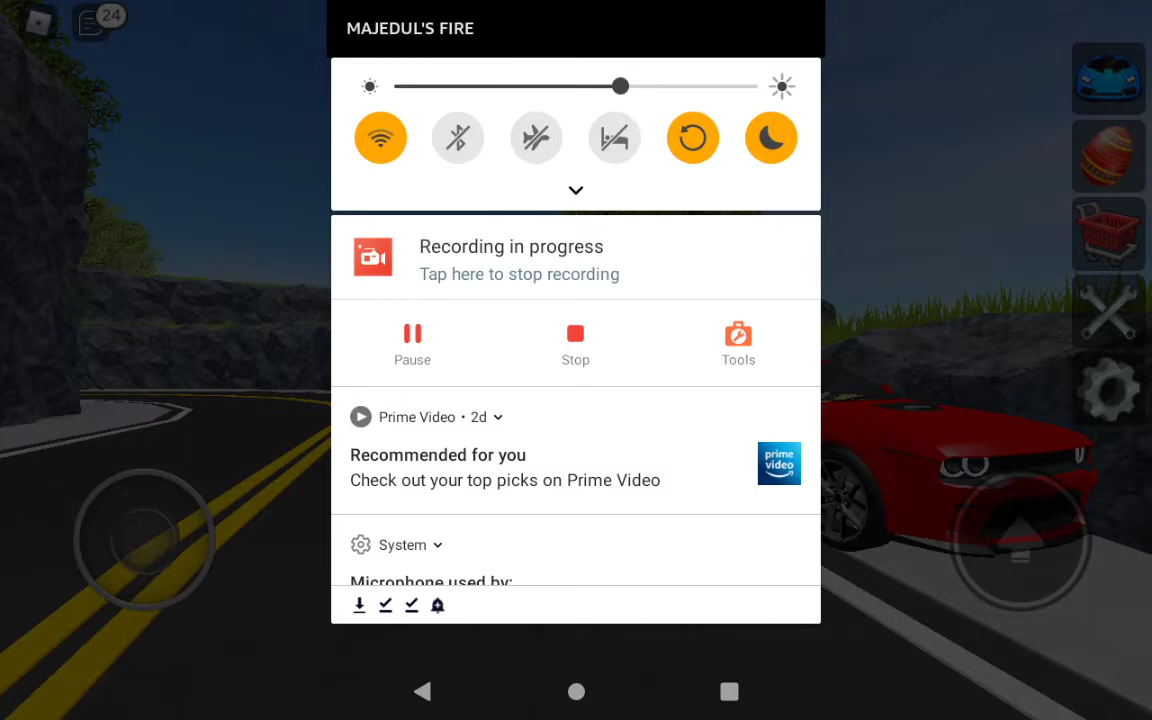 24
MAJEDUL'S FIRE
Recording in progress
Tap here to stop recording
Pause Stop Tools
Prime Video • 2d
Recommended for you
Check out your top picks on Prime Video
prime
video
System
Microphone used by: